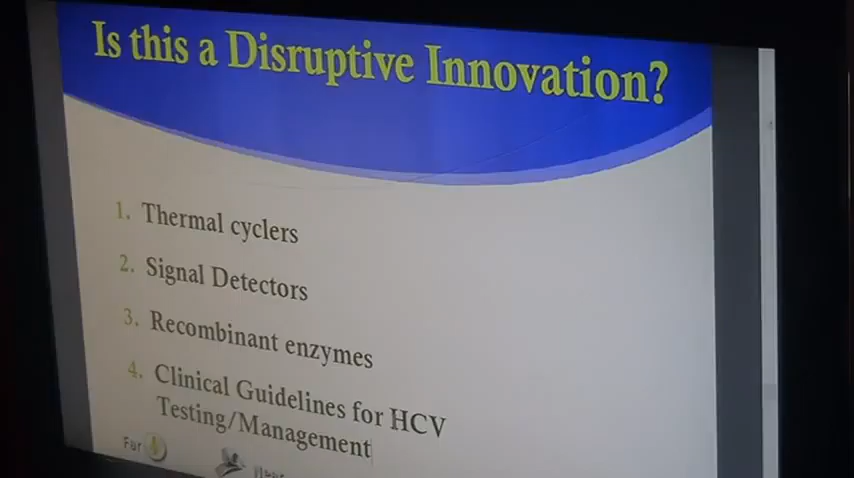 Is this a Disruptive Innovation?
1. Thermal cyclers
2. Signal Detectors
3. Recombinant enzymes
4. Clinical Guidelines for HCV
Testing/Management
For